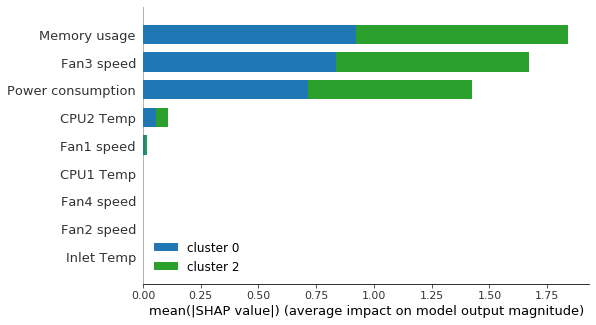 Memory usage
Fan3 speed
Power consumption
CPU2 Temp
Fan1 speed
CPU1 Temp
Fan4 speed
Fan2 speed
Inlet Temp
cluster 0
cluster 2
0.00 0.25 0.50 0.75 1.00 1.25 1.50 1.75
mean(|SHAP value|) (average impact on model output magnitude)